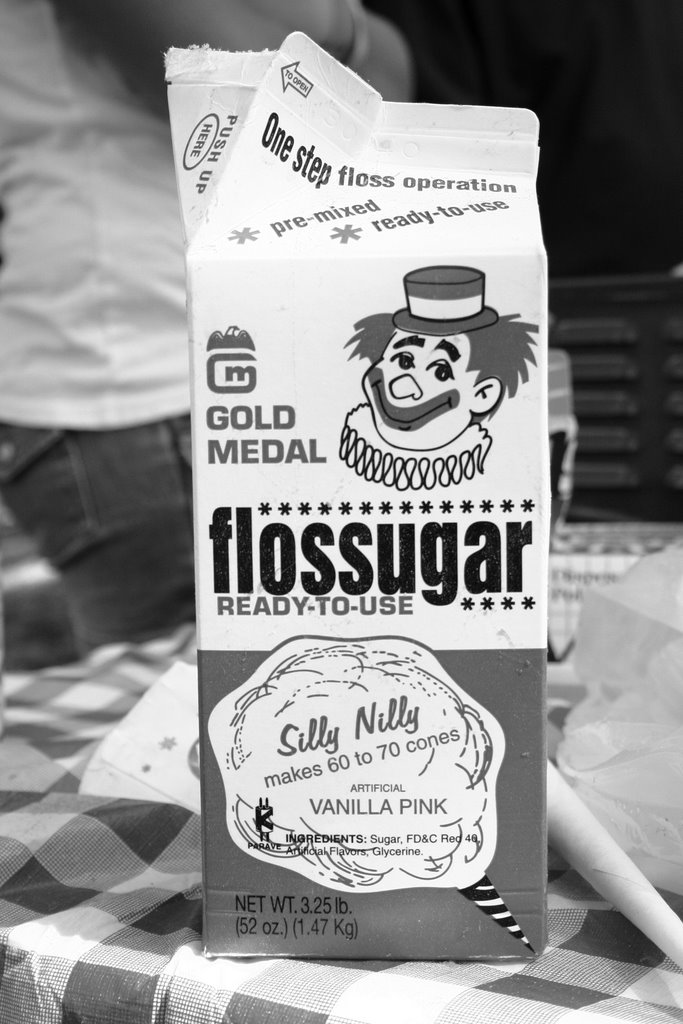 TO OPEN
PUSH UP
HERE
One step floss operation
* pre-mixed * ready-to-use
Gm
GOLD
MEDAL
*************
flossugar
READY-TO-USE ****
Silly Nilly
makes 60 to 70 cones
ARTIFICIAL
VANILLA PINK
K
PARAVE
INGREDIENTS: Sugar, FD&C Red 40,
Artificial Flavors, Glycerine.
NET WT. 3.25 lb.
(52 oz.) (1.47 Kg)